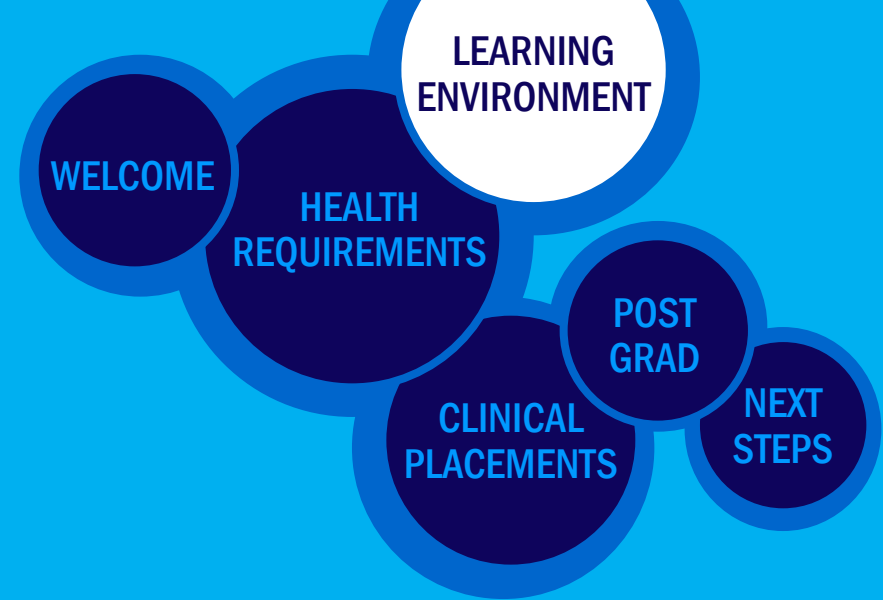 LEARNING
ENVIRONMENT
WELCOME
HEALTH
REQUIREMENTS
POST
GRAD
CLINICAL
PLACEMENTS
NEXT
STEPS